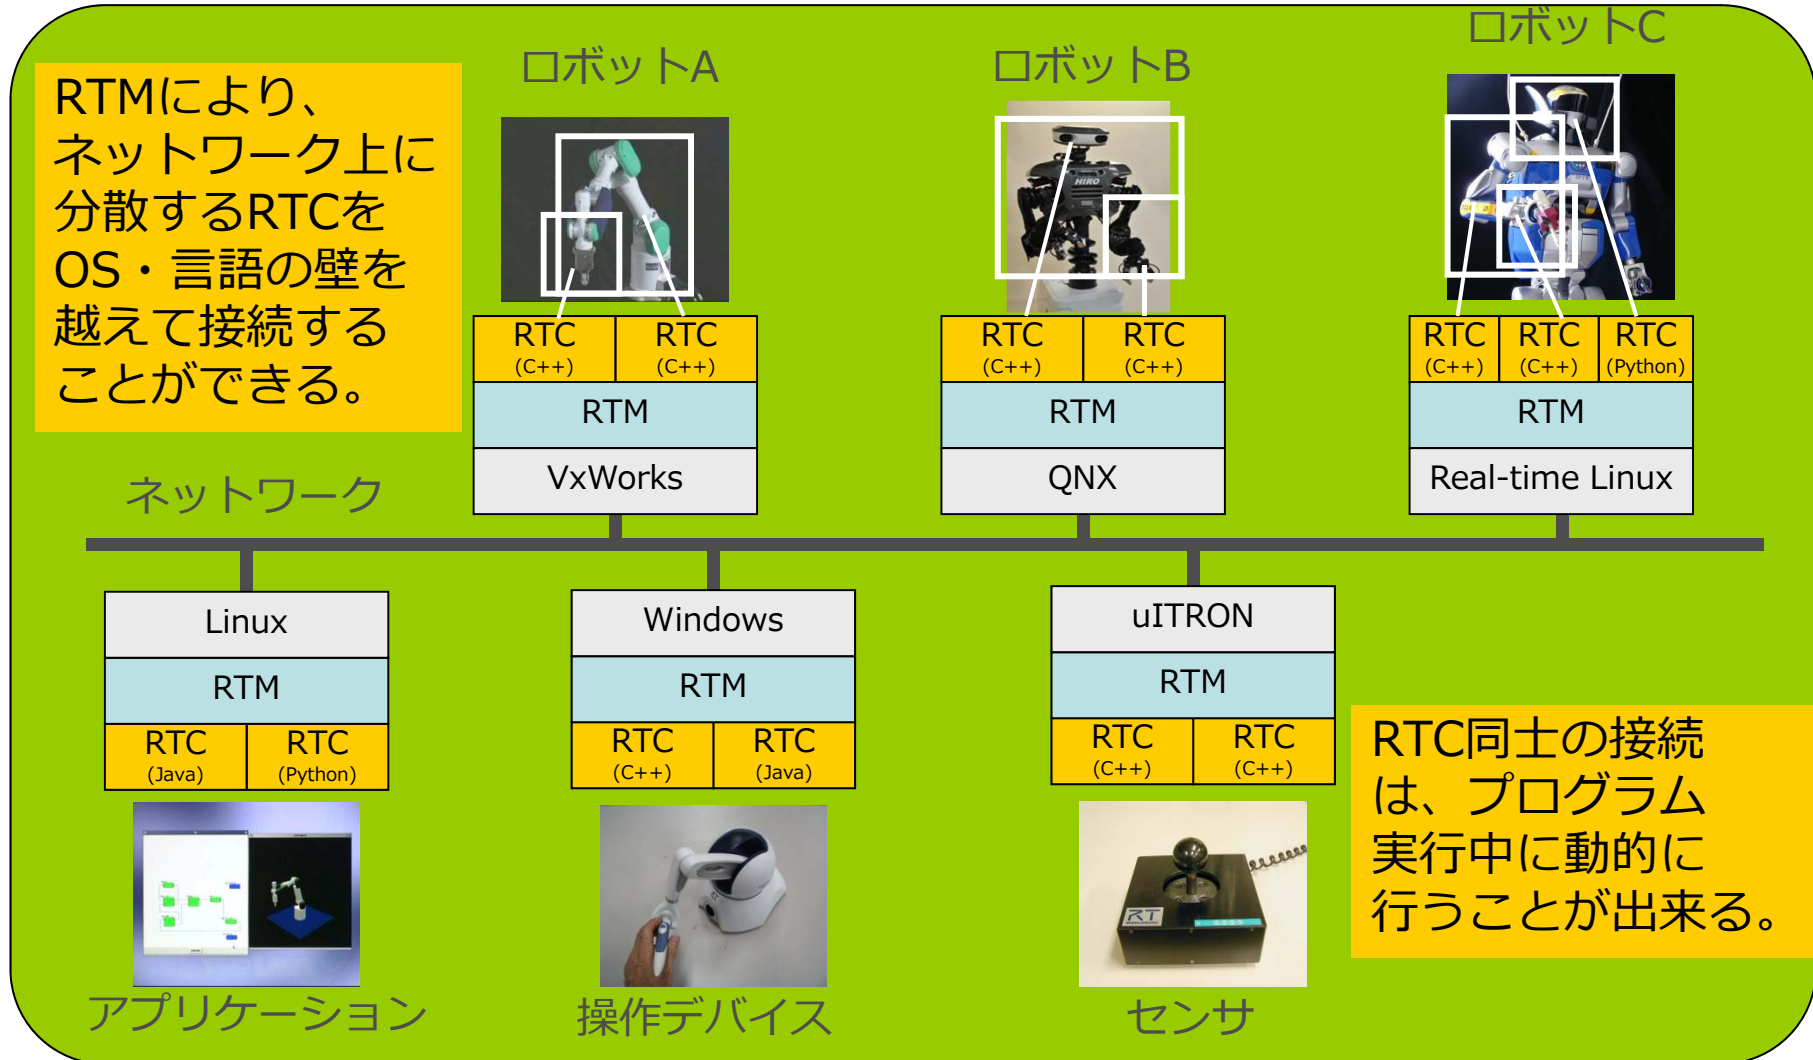 ロボットA
ロボットB
ロボットC
RTMにより、
ネットワーク上に
分散するRTCを
OS・言語の壁を
越えて接続する
ことができる。
HIRO
RTC
(C++)
RTC
(C++)
RTM
VxWorks
RTC
(C++)
RTC
(C++)
RTM
QNX
RTC
(C++)
RTC
(C++)
RTC
(Python)
RTM
Real-time Linux
ネットワーク
Linux
RTM
RTC
(Java)
RTC
(Python)
アプリケーション
Windows
RTM
RTC
(C++)
RTC
(Java)
操作デバイス
uITRON
RTM
RTC
(C++)
RTC
(C++)
RT
センサ
RTC同士の接続
は、プログラム
実行中に動的に
行うことが出来る。